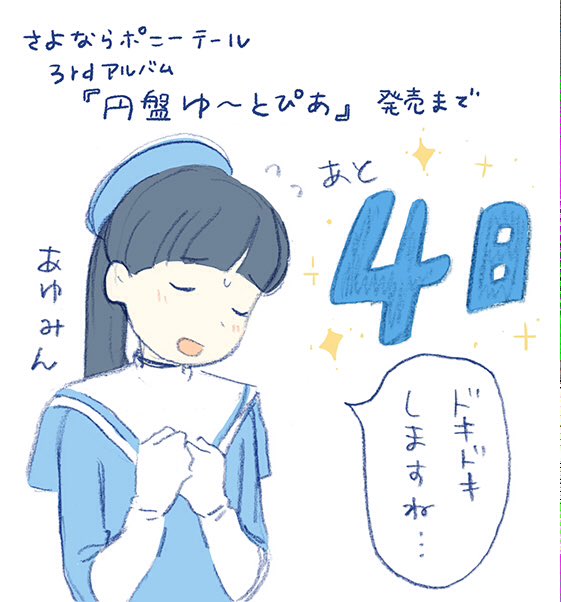 さよならポニーテール
3rdアルバム
『円盤ゆ〜とぴあ』発売まで
あと
4日
あゆみん
ドキドキ
しますね…